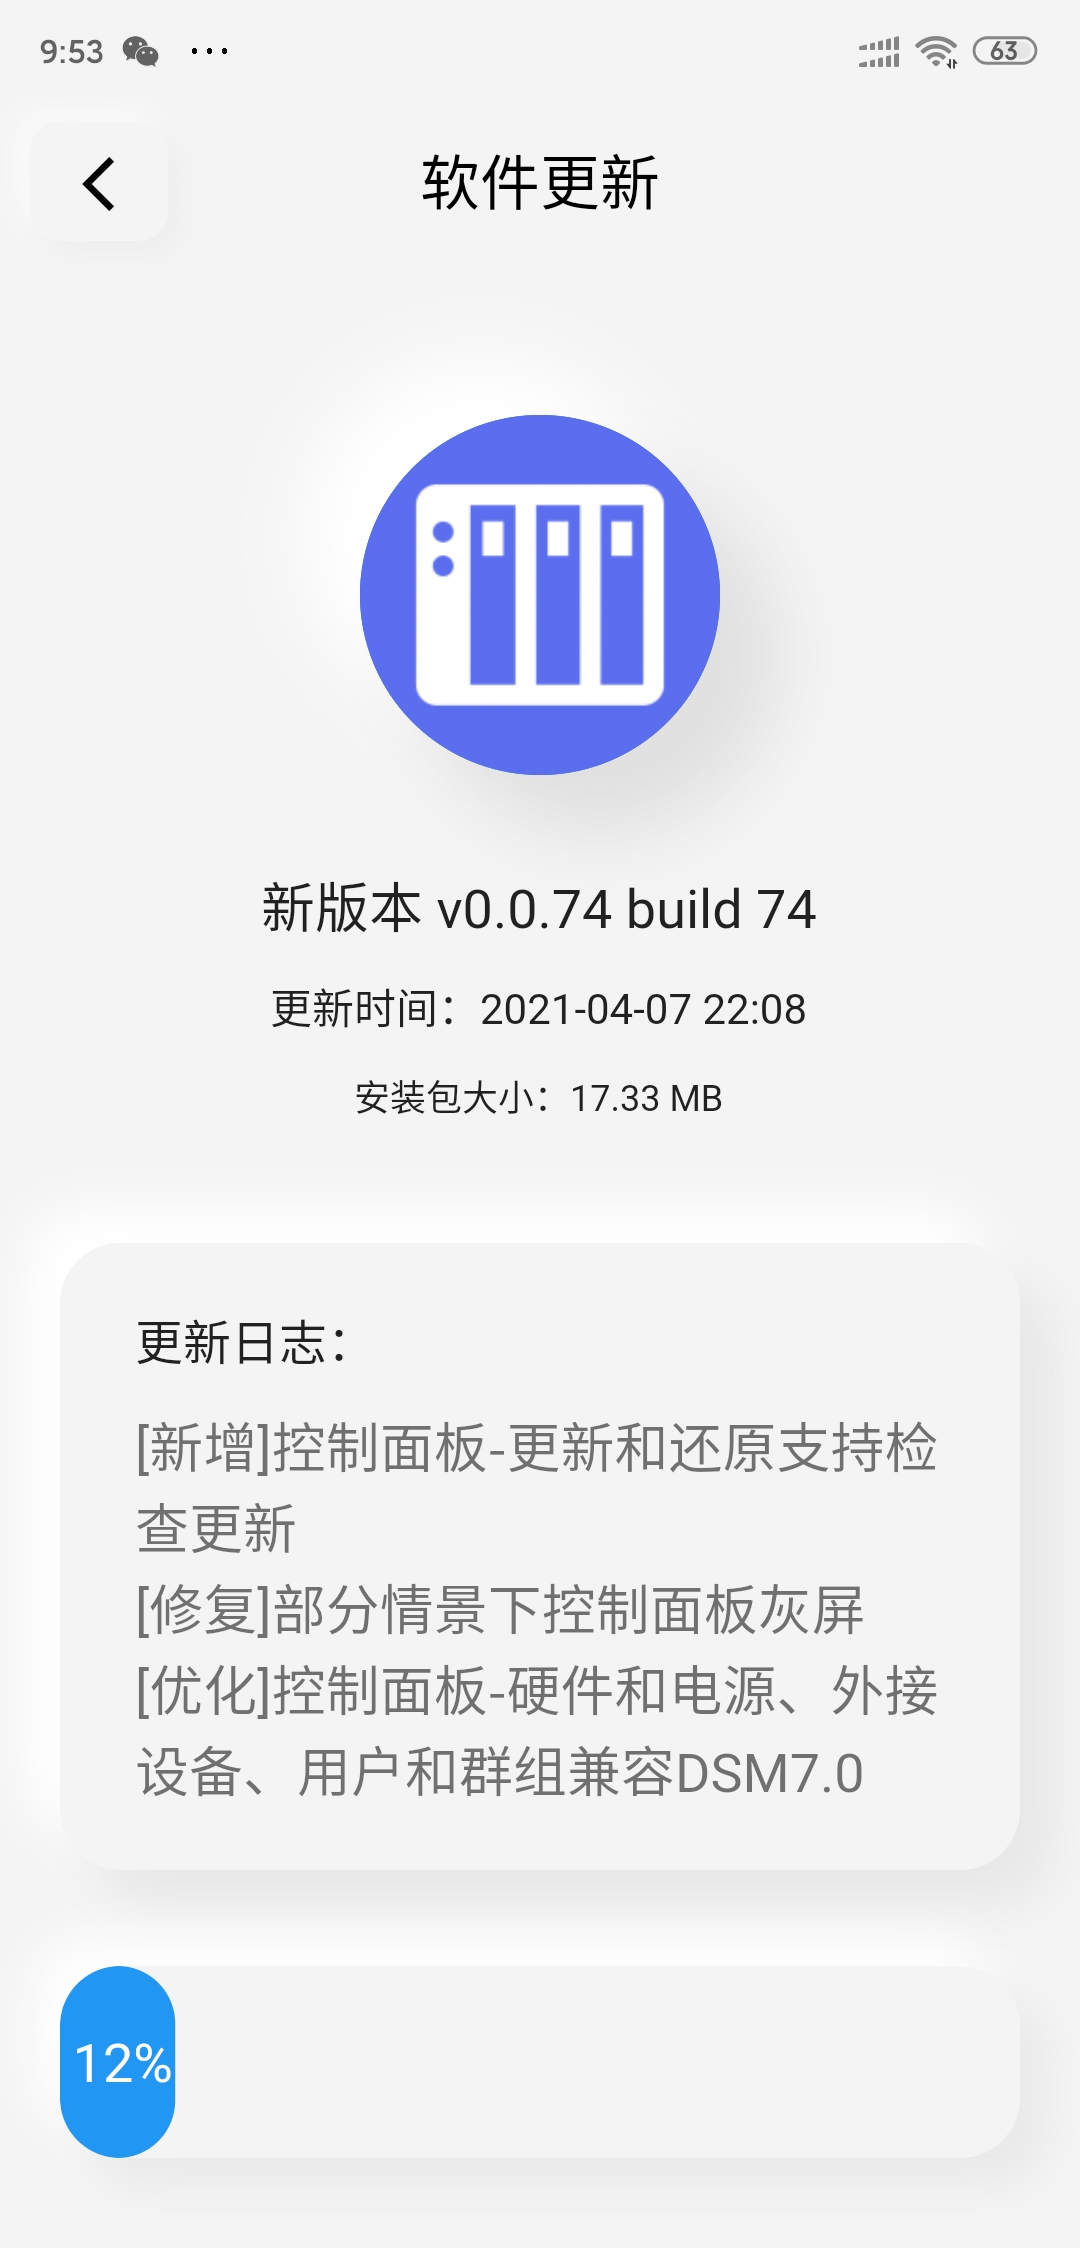 9:53
63
软件更新
新版本 v0.0.74 build 74
更新时间：2021-04-07 22:08
安装包大小：17.33 MB
更新日志：
[新增]控制面板-更新和还原支持检
查更新
[修复]部分情景下控制面板灰屏
[优化]控制面板-硬件和电源、外接
设备、用户和群组兼容DSM7.0
12%